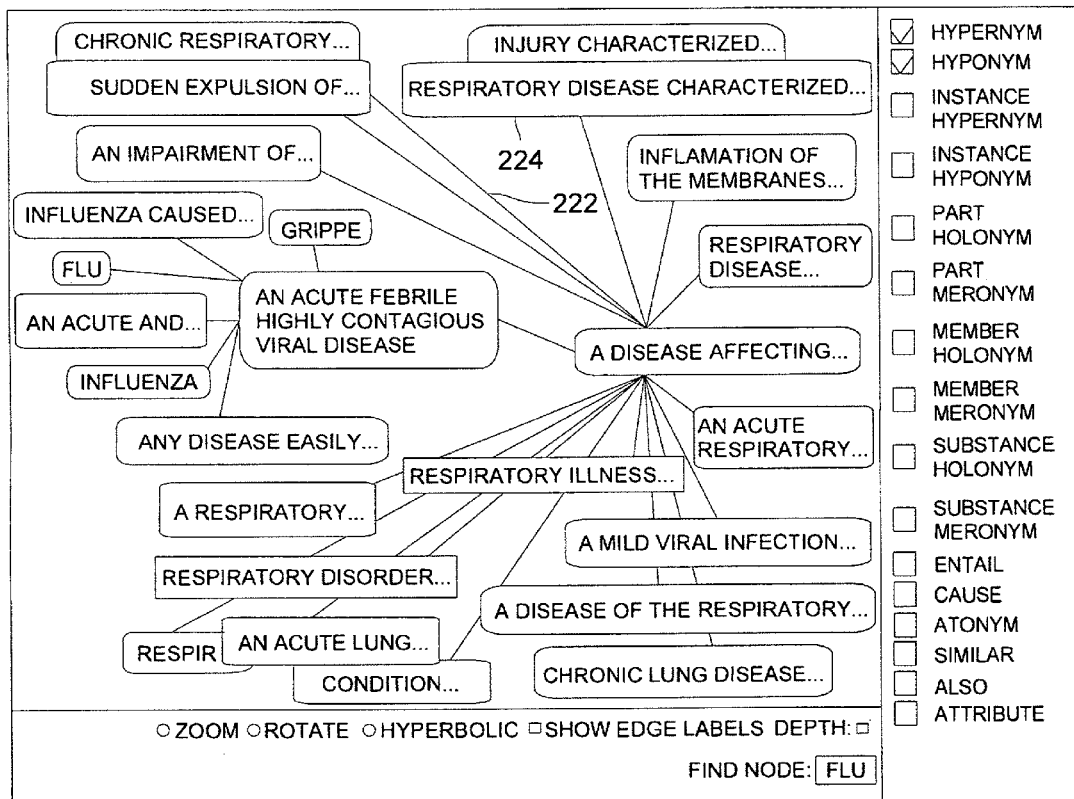 CHRONIC RESPIRATORY...
SUDDEN EXPULSION OF...
AN IMPAIRMENT OF...
INJURY CHARACTERIZED...
RESPIRATORY DISEASE CHARACTERIZED...
224
222
INFLAMATION OF
THE MEMBRANES...
RESPIRATORY
DISEASE...
INFLUENZA CAUSED...
GRIPPE
FLU
AN ACUTE AND...
INFLUENZA
AN ACUTE FEBRILE
HIGHLY CONTAGIOUS
VIRAL DISEASE
ANY DISEASE EASILY...
A DISEASE AFFECTING...
AN ACUTE
RESPIRATORY...
RESPIRATORY ILLNESS...
A RESPIRATORY...
A MILD VIRAL INFECTION...
RESPIRATORY DISORDER...
A DISEASE OF THE RESPIRATORY...
RESPIR
AN ACUTE LUNG...
CONDITION...
CHRONIC LUNG DISEASE...
ZOOM ROTATE HYPERBOLIC SHOW EDGE LABELS DEPTH:
FIND NODE: FLU
HYPERNYM
HYPONYM
INSTANCE
HYPERNYM
INSTANCE
HYPONYM
PART
HOLONYM
PART
MERONYM
MEMBER
HOLONYM
MEMBER
MERONYM
SUBSTANCE
HOLONYM
SUBSTANCE
MERONYM
ENTAIL
CAUSE
ATONYM
SIMILAR
ALSO
ATTRIBUTE